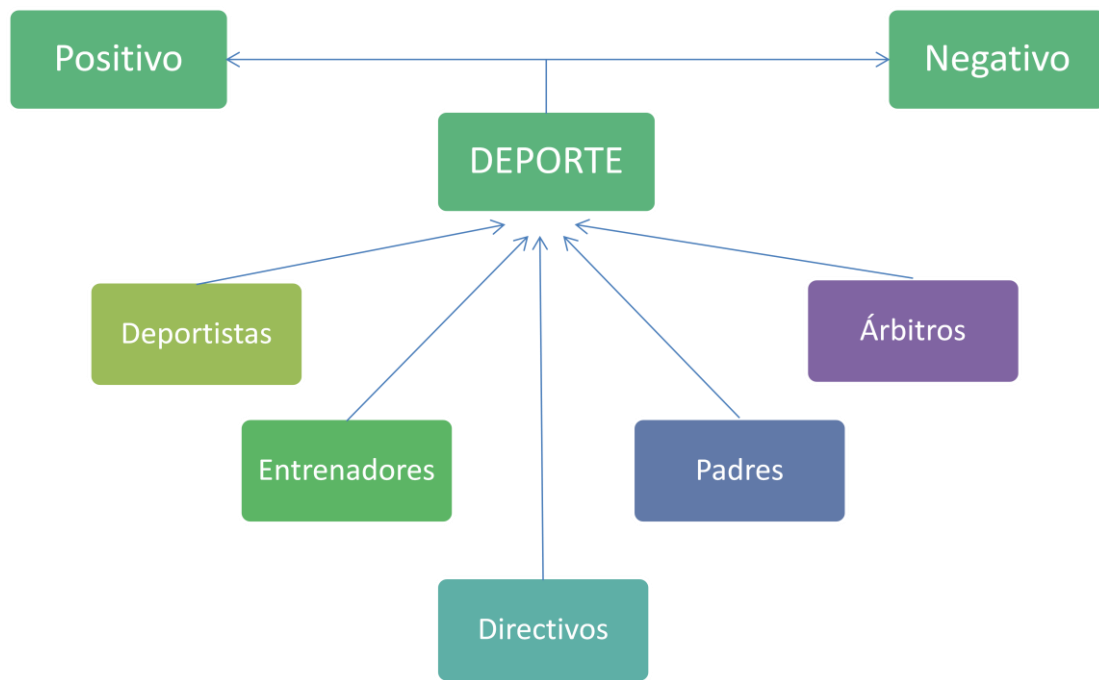 Positivo
Negativo
DEPORTE
Deportistas
Árbitros
Entrenadores
Padres
Directivos